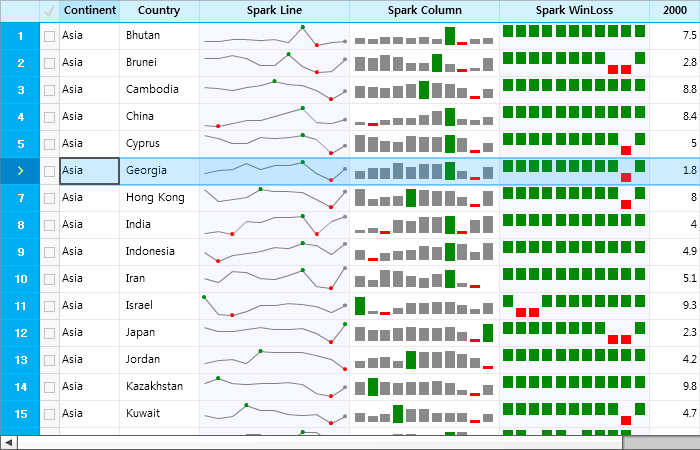 Continent Country Spark Line Spark Column Spark WinLoss 2000
1 Asia Bhutan 7.5
2 Asia Brunei 2.8
3 Asia Cambodia 8.8
4 Asia China 8.4
5 Asia Cyprus 5
Asia Georgia 1.8
7 Asia Hong Kong 8
8 Asia India 4
9 Asia Indonesia 4.9
10 Asia Iran 5.1
11 Asia Israel 9.3
12 Asia Japan 2.3
13 Asia Jordan 4.2
14 Asia Kazakhstan 9.8
15 Asia Kuwait 4.7